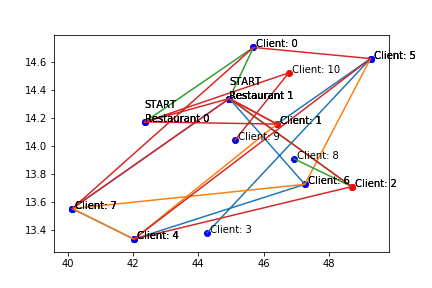 Client: 0
Client: 5
14.6
Client: 10
START
14.4
START
Restaurant 1
14.2
Restaurant 0
Client: 1
14.0
Client: 9
Client: 8
13.8
Client: 6
Client: 2
13.6
Client: 7
13.4
Client: 4
Client: 3
40
42
44
46
48